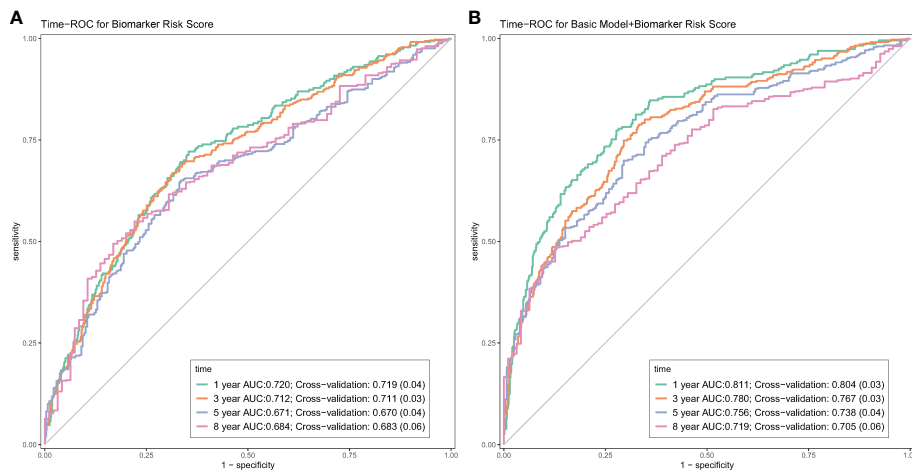 A
Time-ROC for Biomarker Risk Score
1.00
0.75
0.50
0.25
0.00
sensitivity
0.00
0.25
0.50
0.75
1.00
1 - specificity
time
1 year AUC:0.720; Cross-validation: 0.719 (0.04)
3 year AUC:0.712; Cross-validation: 0.711 (0.03)
5 year AUC:0.671; Cross-validation: 0.670 (0.04)
8 year AUC:0.684; Cross-validation: 0.683 (0.06)
B
Time-ROC for Basic Model+Biomarker Risk Score
1.00
0.75
0.50
0.25
0.00
sensitivity
0.00
0.25
0.50
0.75
1.00
1 - specificity
time
1 year AUC:0.811; Cross-validation: 0.804 (0.03)
3 year AUC:0.780; Cross-validation: 0.767 (0.03)
5 year AUC:0.756; Cross-validation: 0.738 (0.04)
8 year AUC:0.719; Cross-validation: 0.705 (0.06)